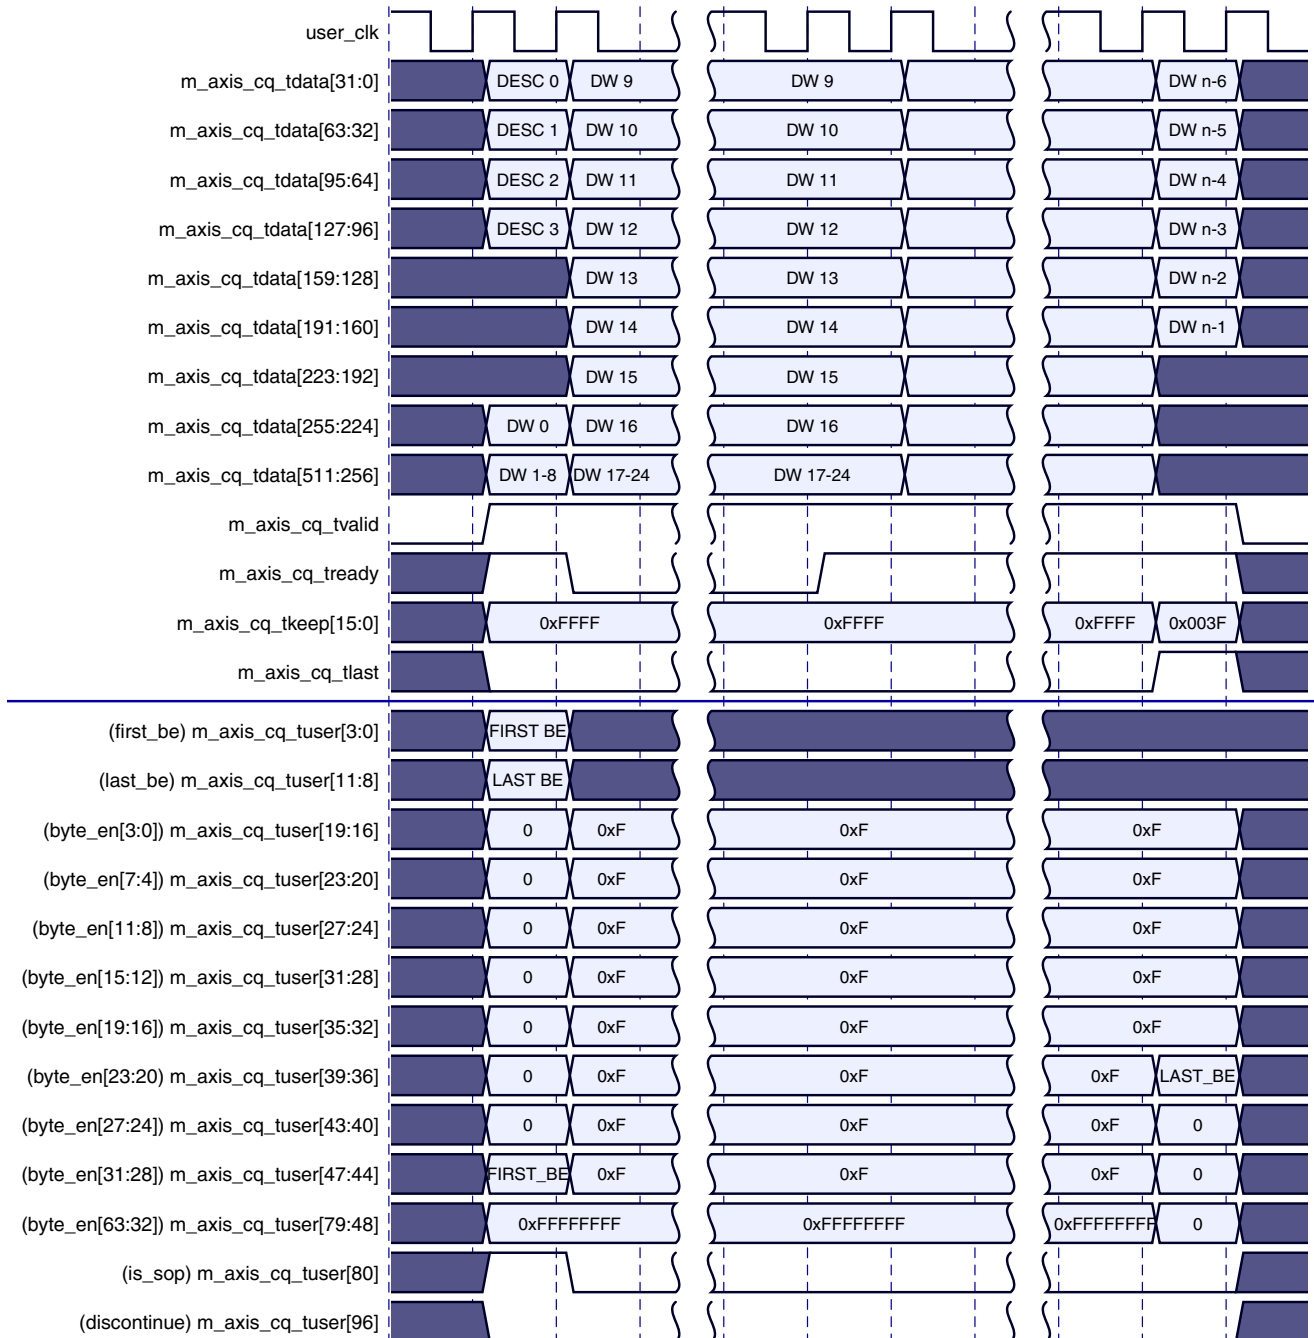 user_clk
m_axis_cq_tdata[31:0] DESC 0 DW 9 DW 9 DW n-6
m_axis_cq_tdata[63:32] DESC 1 DW 10 DW 10 DW n-5
m_axis_cq_tdata[95:64] DESC 2 DW 11 DW 11 DW n-4
m_axis_cq_tdata[127:96] DESC 3 DW 12 DW 12 DW n-3
m_axis_cq_tdata[159:128] DW 13 DW 13 DW n-2
m_axis_cq_tdata[191:160] DW 14 DW 14 DW n-1
m_axis_cq_tdata[223:192] DW 15 DW 15
m_axis_cq_tdata[255:224] DW 0 DW 16 DW 16
m_axis_cq_tdata[511:256] DW 1-8 DW 17-24 DW 17-24
m_axis_cq_tvalid
m_axis_cq_tready
m_axis_cq_tkeep[15:0] 0xFFFF 0xFFFF 0xFFFF 0x003F
m_axis_cq_tlast
(first_be) m_axis_cq_tuser[3:0] FIRST BE
(last_be) m_axis_cq_tuser[11:8] LAST BE
(byte_en[3:0]) m_axis_cq_tuser[19:16] 0 0xF 0xF 0xF
(byte_en[7:4]) m_axis_cq_tuser[23:20] 0 0xF 0xF 0xF
(byte_en[11:8]) m_axis_cq_tuser[27:24] 0 0xF 0xF 0xF
(byte_en[15:12]) m_axis_cq_tuser[31:28] 0 0xF 0xF 0xF
(byte_en[19:16]) m_axis_cq_tuser[35:32] 0 0xF 0xF 0xF
(byte_en[23:20) m_axis_cq_tuser[39:36] 0 0xF 0xF 0xF LAST_BE
(byte_en[27:24]) m_axis_cq_tuser[43:40] 0 0xF 0xF 0xF 0
(byte_en[31:28]) m_axis_cq_tuser[47:44] FIRST_BE 0xF 0xF 0xF 0
(byte_en[63:32]) m_axis_cq_tuser[79:48] 0xFFFFFFFF 0xFFFFFFFF 0xFFFFFFFF 0
(is_sop) m_axis_cq_tuser[80]
(discontinue) m_axis_cq_tuser[96]